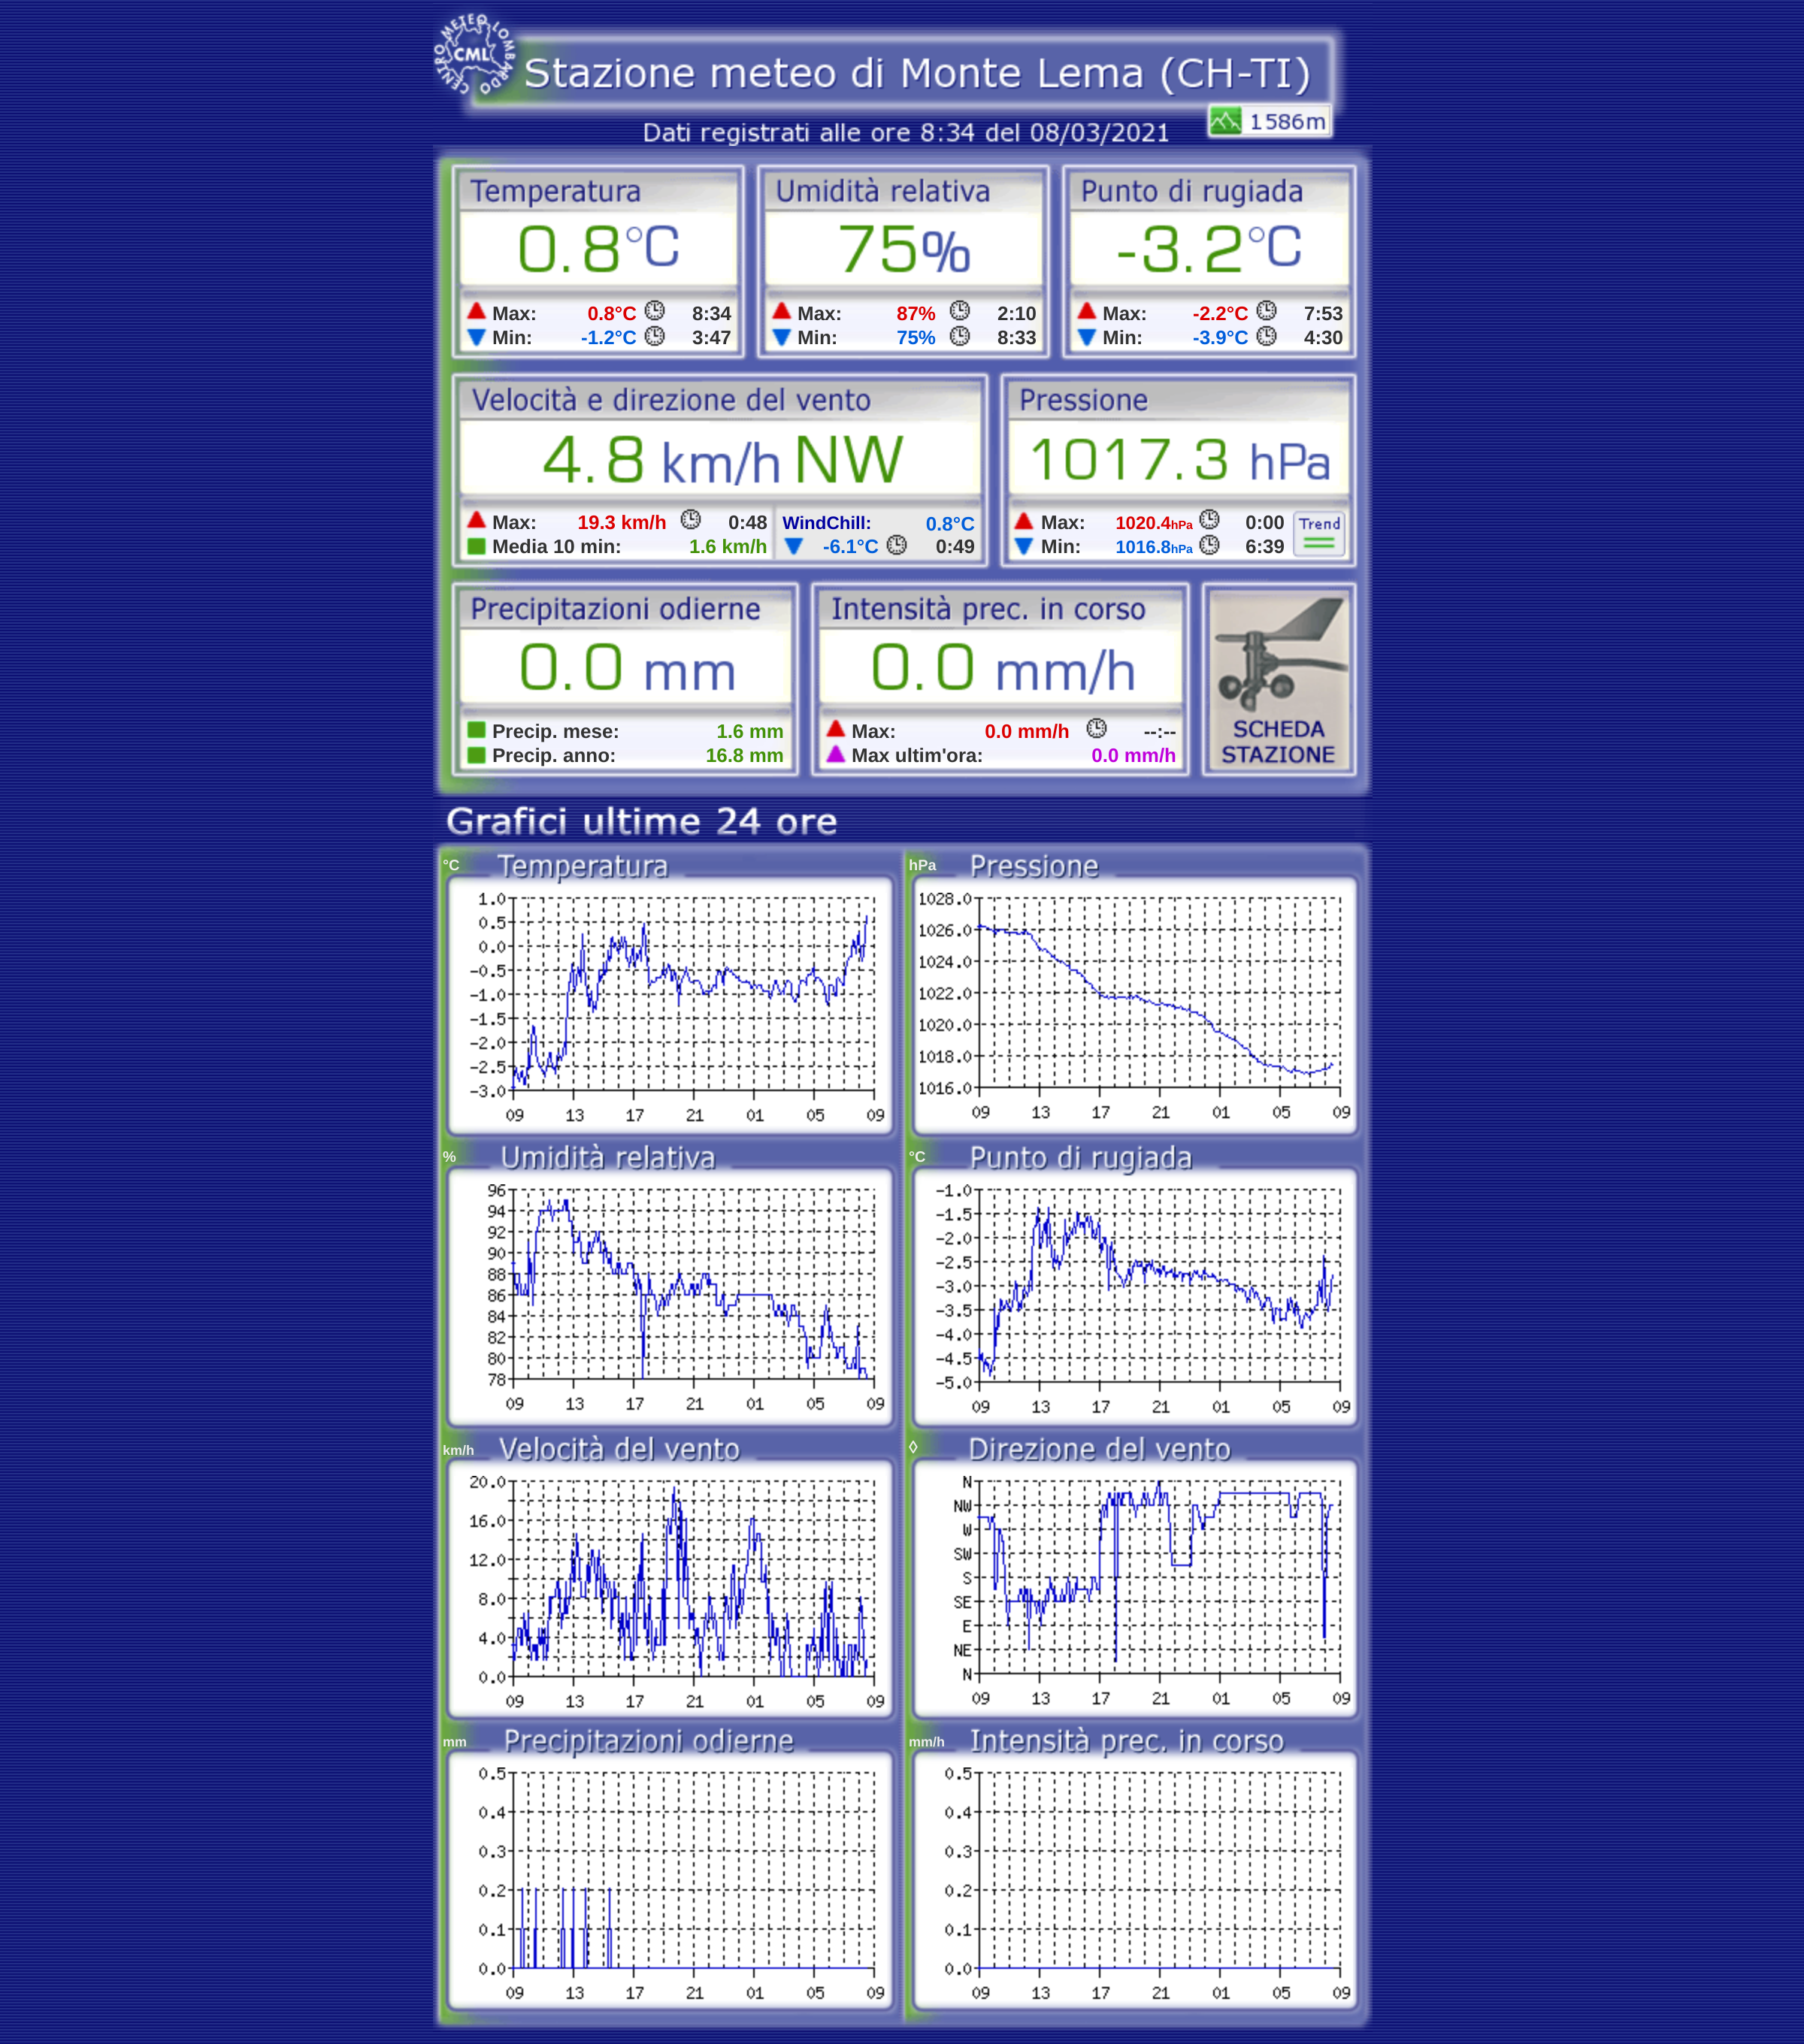 CENTRO METEO LOMBARDO
CML
Stazione meteo di Monte Lema (CH-TI)
1586m
Dati registrati alle ore 8:34 del 08/03/2021
Temperatura Umidità relativa Punto di rugiada
0.8°C 75% -3.2°C
Max: 0.8°C 8:34 Max: 87% 2:10 Max: -2.2°C 7:53
Min: -1.2°C 3:47 Min: 75% 8:33 Min: -3.9°C 4:30
Velocità e direzione del vento Pressione
4.8 km/h NW 1017.3 hPa
Max: 19.3 km/h 0:48 WindChill: 0.8°C Max: 1020.4hPa 0:00 Trend
Media 10 min: 1.6 km/h -6.1°C 0:49 Min: 1016.8hPa 6:39
Precipitazioni odierne Intensità prec. in corso
0.0 mm 0.0 mm/h
Precip. mese: 1.6 mm Max: 0.0 mm/h --:-- SCHEDA
Precip. anno: 16.8 mm Max ultim'ora: 0.0 mm/h STAZIONE
Grafici ultime 24 ore
°C Temperatura
1.0
0.5
0.0
-0.5
-1.0
-1.5
-2.0
-2.5
-3.0
09 13 17 21 01 05 09
hPa Pressione
1028.0
1026.0
1024.0
1022.0
1020.0
1018.0
1016.0
09 13 17 21 01 05 09
% Umidità relativa
96
94
92
90
88
86
84
82
80
78
09 13 17 21 01 05 09
°C Punto di rugiada
-1.0
-1.5
-2.0
-2.5
-3.0
-3.5
-4.0
-4.5
-5.0
09 13 17 21 01 05 09
km/h Velocità del vento
20.0
16.0
12.0
8.0
4.0
0.0
09 13 17 21 01 05 09
◊ Direzione del vento
N
NW
W
SW
S
SE
E
NE
N
09 13 17 21 01 05 09
mm Precipitazioni odierne
0.5
0.4
0.3
0.2
0.1
0.0
09 13 17 21 01 05 09
mm/h Intensità prec. in corso
0.5
0.4
0.3
0.2
0.1
0.0
09 13 17 21 01 05 09